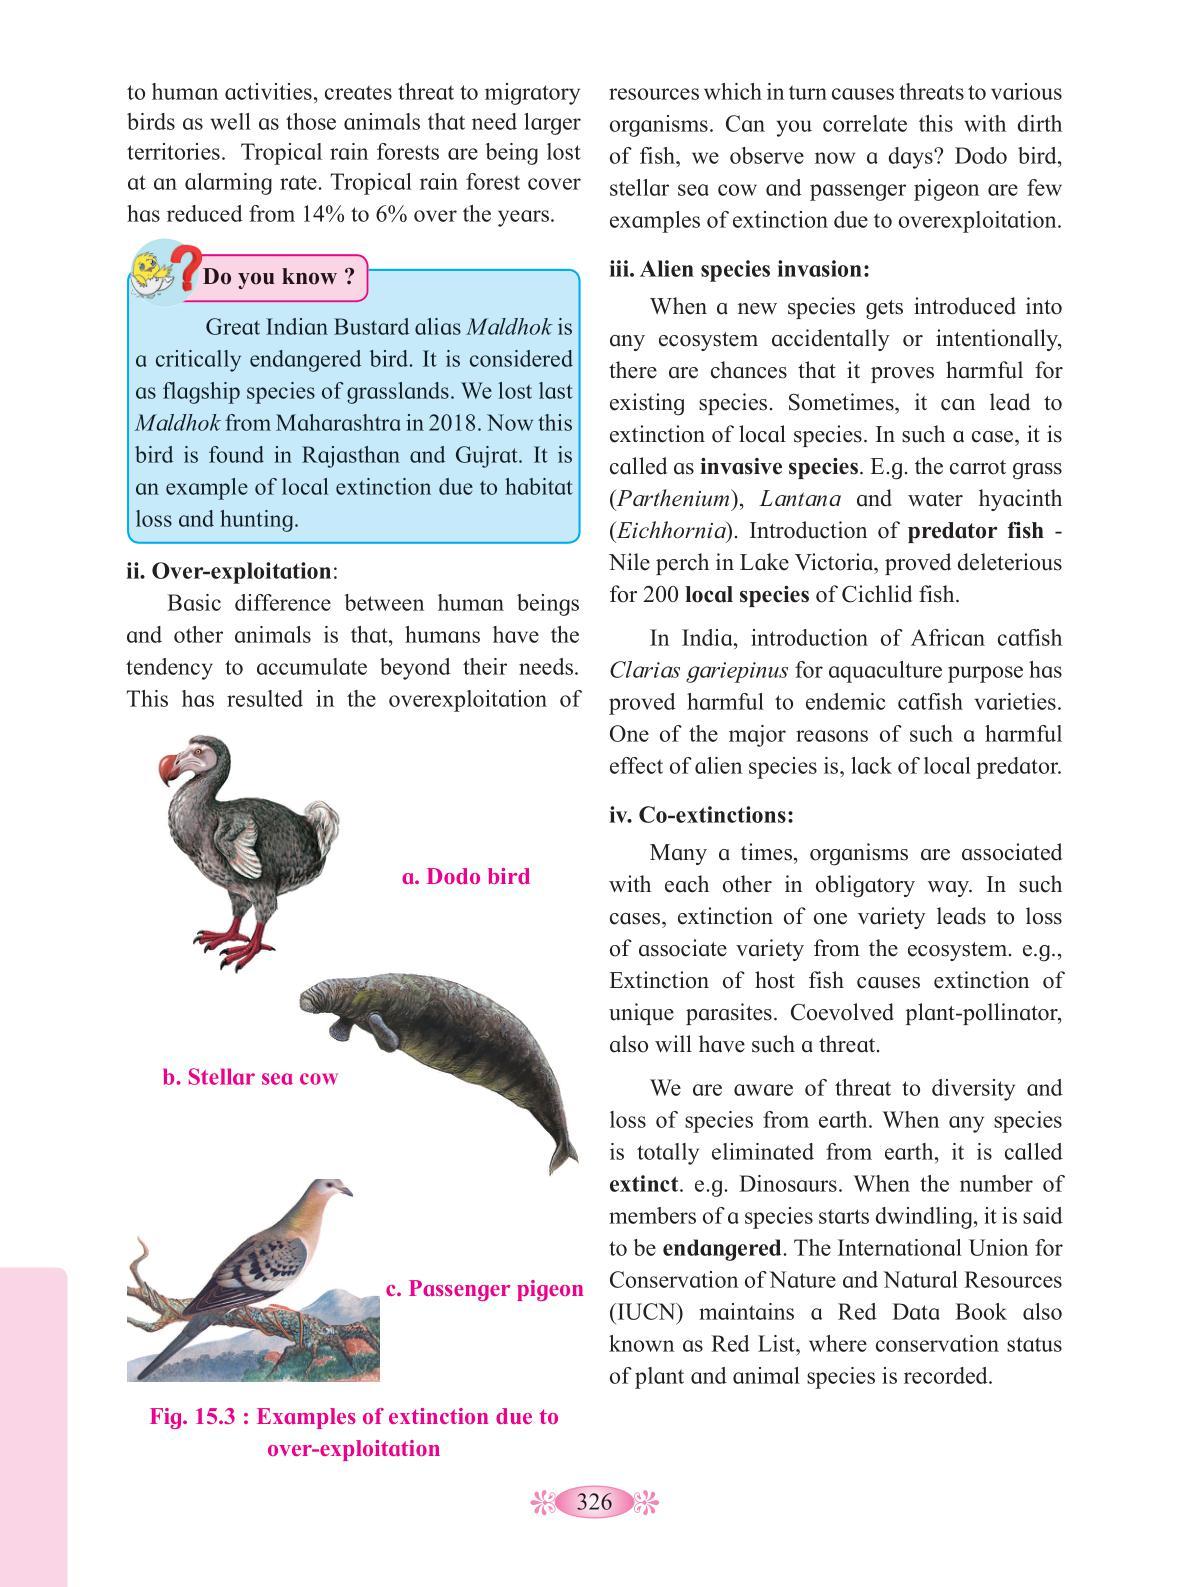 to human activities, creates threat to migratory
birds as well as those animals that need larger
territories. Tropical rain forests are being lost
at an alarming rate. Tropical rain forest cover
has reduced from 14% to 6% over the years.
Do you know ?
Great Indian Bustard alias Maldhok is
a critically endangered bird. It is considered
as flagship species of grasslands. We lost last
Maldhok from Maharashtra in 2018. Now this
bird is found in Rajasthan and Gujrat. It is
an example of local extinction due to habitat
loss and hunting.
ii. Over-exploitation:
Basic difference between human beings
and other animals is that, humans have the
tendency to accumulate beyond their needs.
This has resulted in the overexploitation of
a. Dodo bird
b. Stellar sea cow
c. Passenger pigeon
Fig. 15.3 : Examples of extinction due to
over-exploitation
resources which in turn causes threats to various
organisms. Can you correlate this with dirth
of fish, we observe now a days? Dodo bird,
stellar sea cow and passenger pigeon are few
examples of extinction due to overexploitation.
iii. Alien species invasion:
When a new species gets introduced into
any ecosystem accidentally or intentionally,
there are chances that it proves harmful for
existing species. Sometimes, it can lead to
extinction of local species. In such a case, it is
called as invasive species. E.g. the carrot grass
(Parthenium), Lantana and water hyacinth
(Eichhornia). Introduction of predator fish -
Nile perch in Lake Victoria, proved deleterious
for 200 local species of Cichlid fish.
In India, introduction of African catfish
Clarias gariepinus for aquaculture purpose has
proved harmful to endemic catfish varieties.
One of the major reasons of such a harmful
effect of alien species is, lack of local predator.
iv. Co-extinctions:
Many a times, organisms are associated
with each other in obligatory way. In such
cases, extinction of one variety leads to loss
of associate variety from the ecosystem. e.g.,
Extinction of host fish causes extinction of
unique parasites. Coevolved plant-pollinator,
also will have such a threat.
We are aware of threat to diversity and
loss of species from earth. When any species
is totally eliminated from earth, it is called
extinct. e.g. Dinosaurs. When the number of
members of a species starts dwindling, it is said
to be endangered. The International Union for
Conservation of Nature and Natural Resources
(IUCN) maintains a Red Data Book also
known as Red List, where conservation status
of plant and animal species is recorded.
326